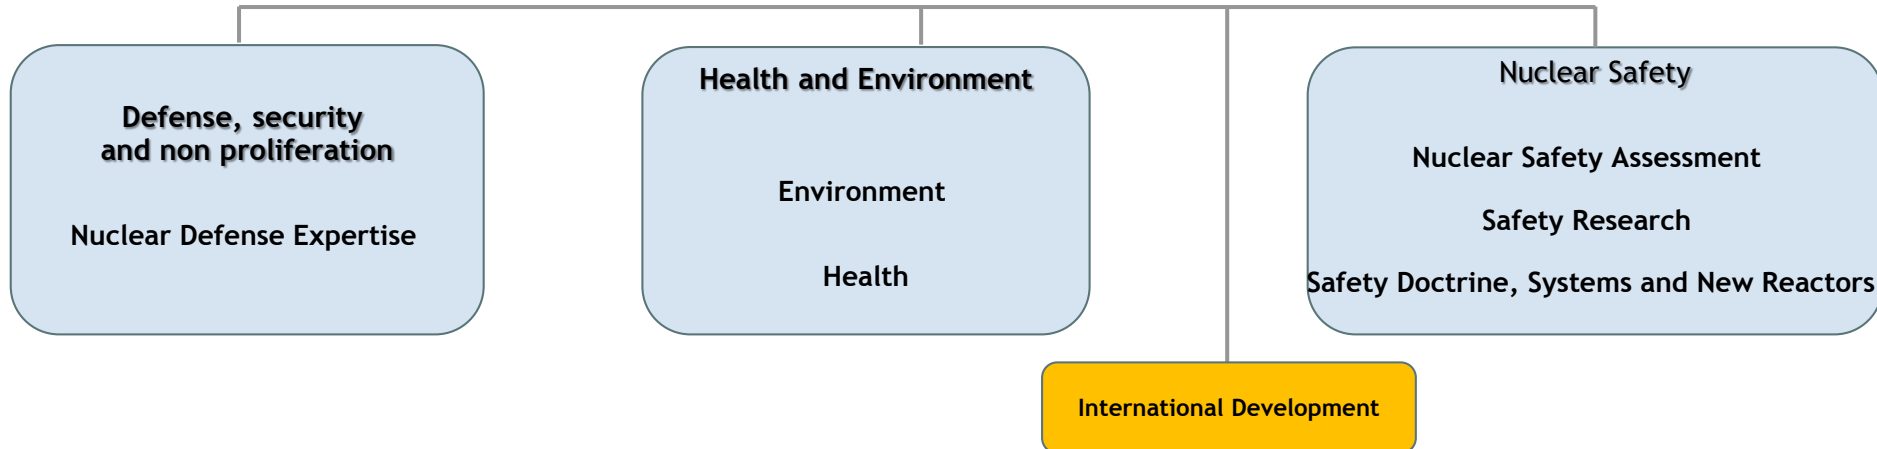 Defense, security
and non proliferation
Nuclear Defense Expertise
Health and Environment
Environment
Health
Nuclear Safety
Nuclear Safety Assessment
Safety Research
Safety Doctrine, Systems and New Reactors
International Development